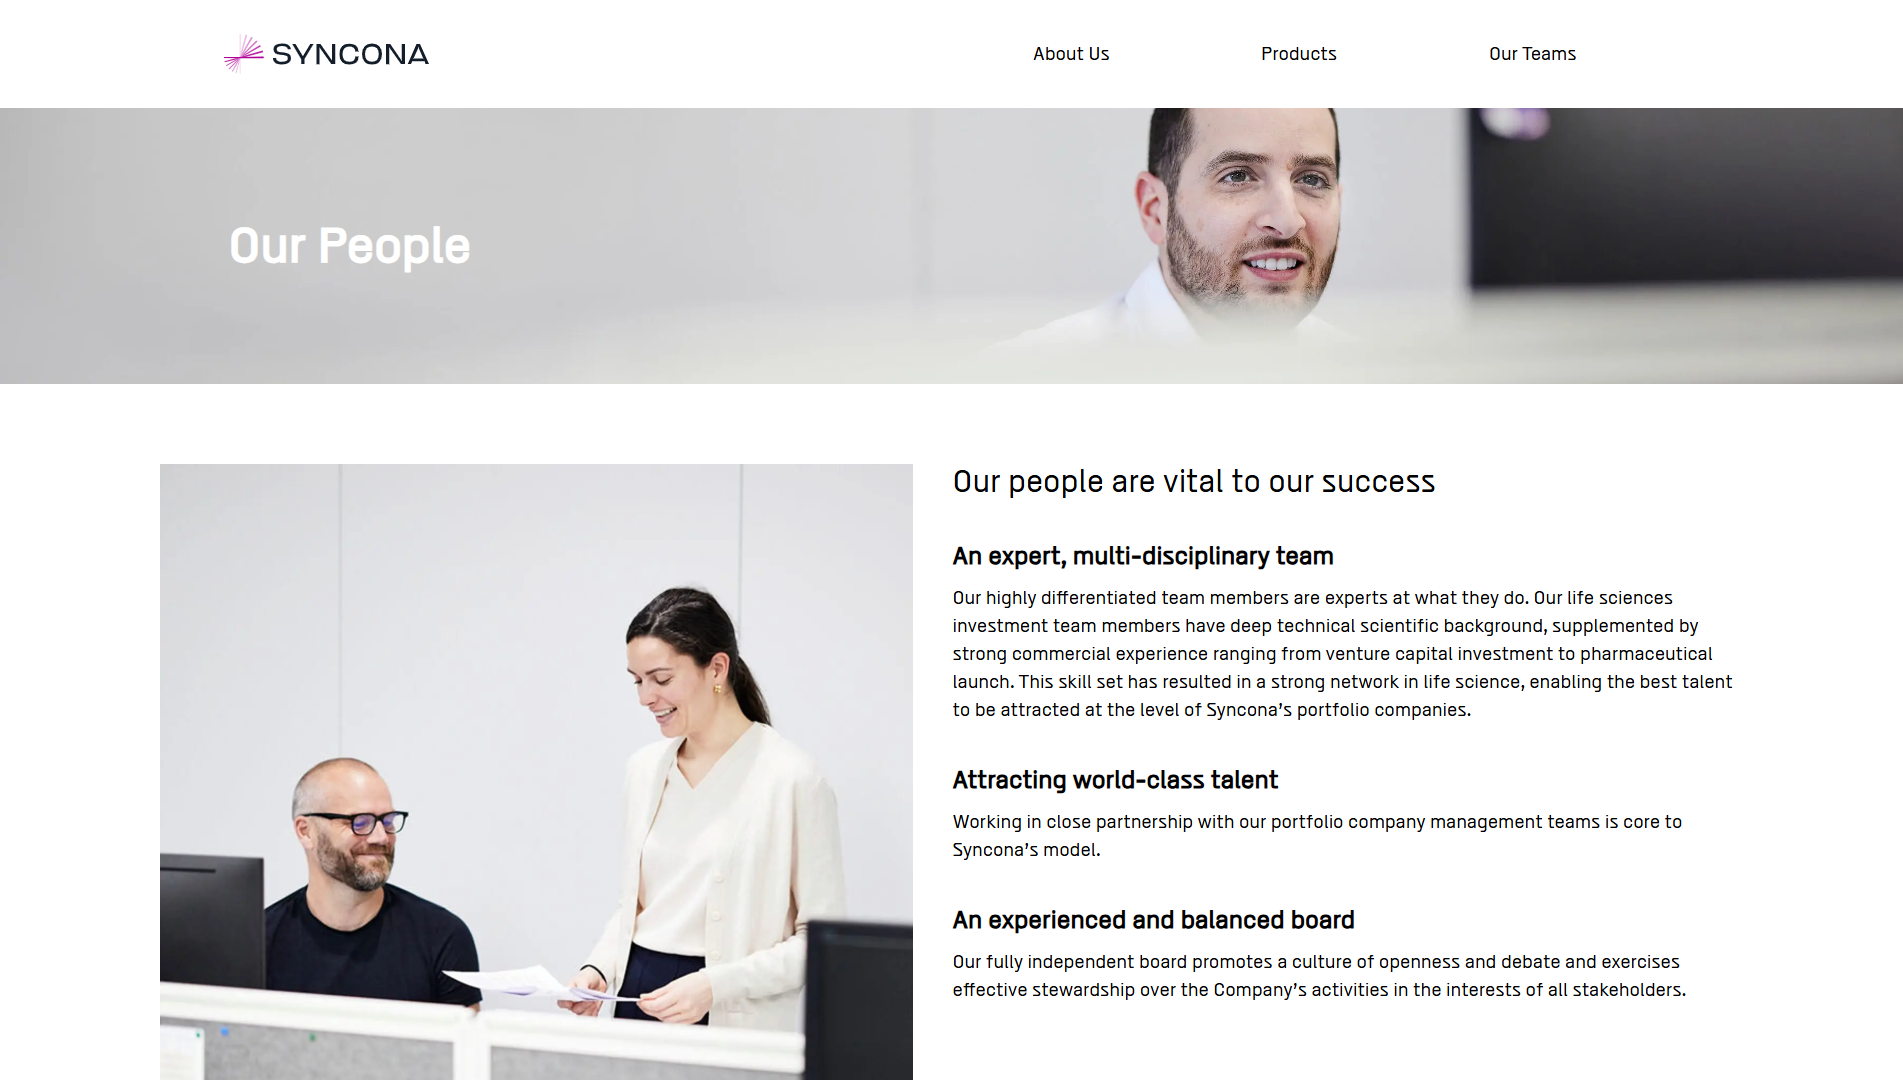 SYNCONA
About Us
Products
Our Teams
Our People
Our people are vital to our success
An expert, multi-disciplinary team
Our highly differentiated team members are experts at what they do. Our life sciences
investment team members have deep technical scientific background, supplemented by
strong commercial experience ranging from venture capital investment to pharmaceutical
launch. This skill set has resulted in a strong network in life science, enabling the best talent
to be attracted at the level of Syncona’s portfolio companies.
Attracting world-class talent
Working in close partnership with our portfolio company management teams is core to
Syncona’s model.
An experienced and balanced board
Our fully independent board promotes a culture of openness and debate and exercises
effective stewardship over the Company’s activities in the interests of all stakeholders.